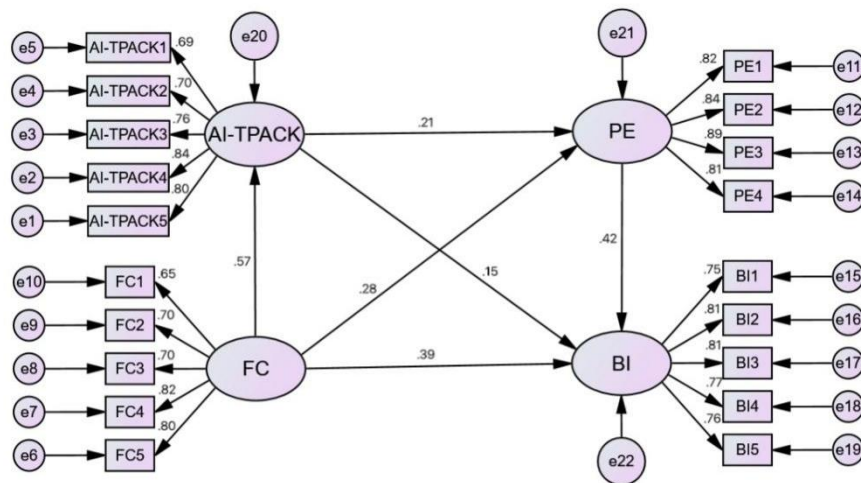 e20
e21
e5
AI-TPACK1
.69
e4
AI-TPACK2
.70
e3
AI-TPACK3
.76
e2
AI-TPACK4
.84
e1
AI-TPACK5
.80
AI-TPACK
.21
PE
.82
PE1
e11
.84
PE2
e12
.89
PE3
e13
.81
PE4
e14
.57
.28
.15
.42
e10
FC1
.65
e9
FC2
.70
e8
FC3
.70
e7
FC4
.82
e6
FC5
.80
FC
.39
BI
.75
BI1
e15
.81
BI2
e16
.81
BI3
e17
.77
BI4
e18
.76
BI5
e19
e22